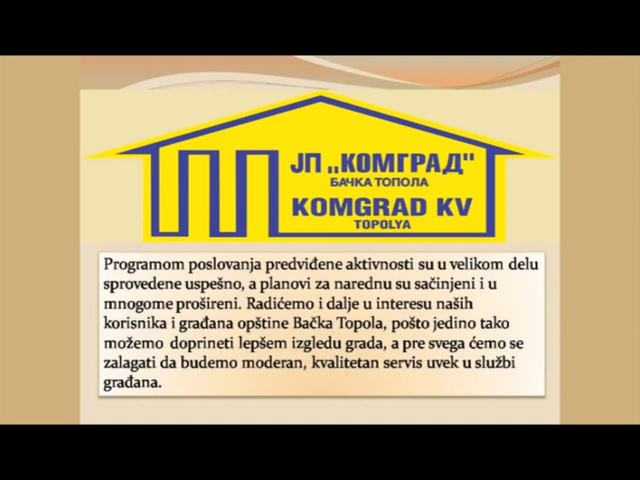 ЈП „КОМГРАД"
БАЧКА ТОПОЛА
KOMGRAD KV
TOPOLYA
Programom poslovanja predviđene aktivnosti su u velikom delu
sprovedene uspešno, a planovi za narednu su sačinjeni i u
mnogome prošireni. Radićemo i dalje u interesu naših
korisnika i građana opštine Bačka Topola, pošto jedino tako
možemo doprineti lepšem izgledu grada, a pre svega ćemo se
zalagati da budemo moderan, kvalitetan servis uvek u službi
građana.